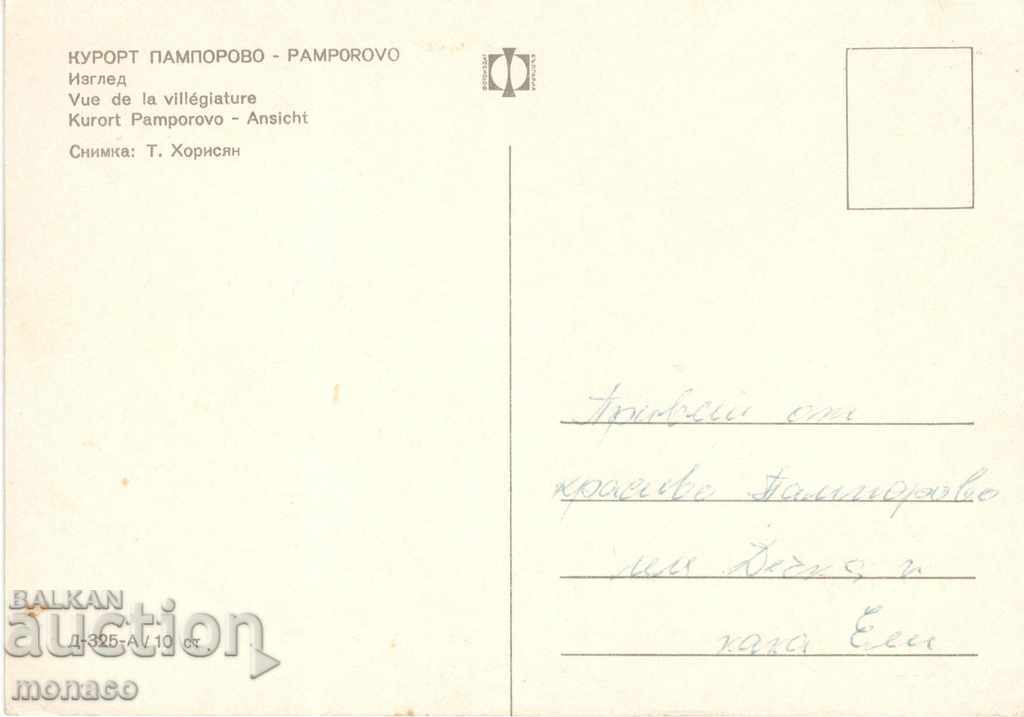 КУРОРТ ПАМПОРОВО - PAMPOROVO
Изглед
Vue de la villégiature
Kurort Pamporovo - Ansicht
Снимка: Т. Хорисян
Привет от
красиво Пампорово
леля Дечка и
кака Ели
BALKAN
auction
Д-325-А/10 ст.
monaco